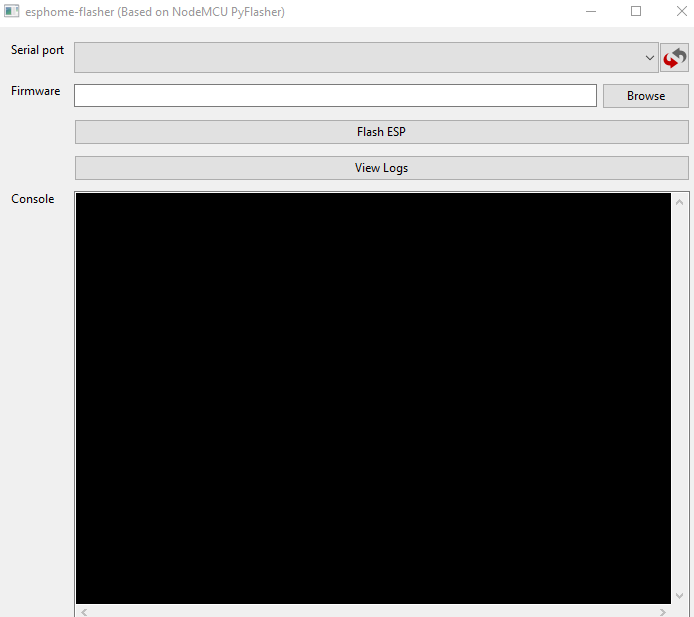 esphome-flasher (Based on NodeMCU PyFlasher)
Serial port
Firmware
Browse
Flash ESP
View Logs
Console